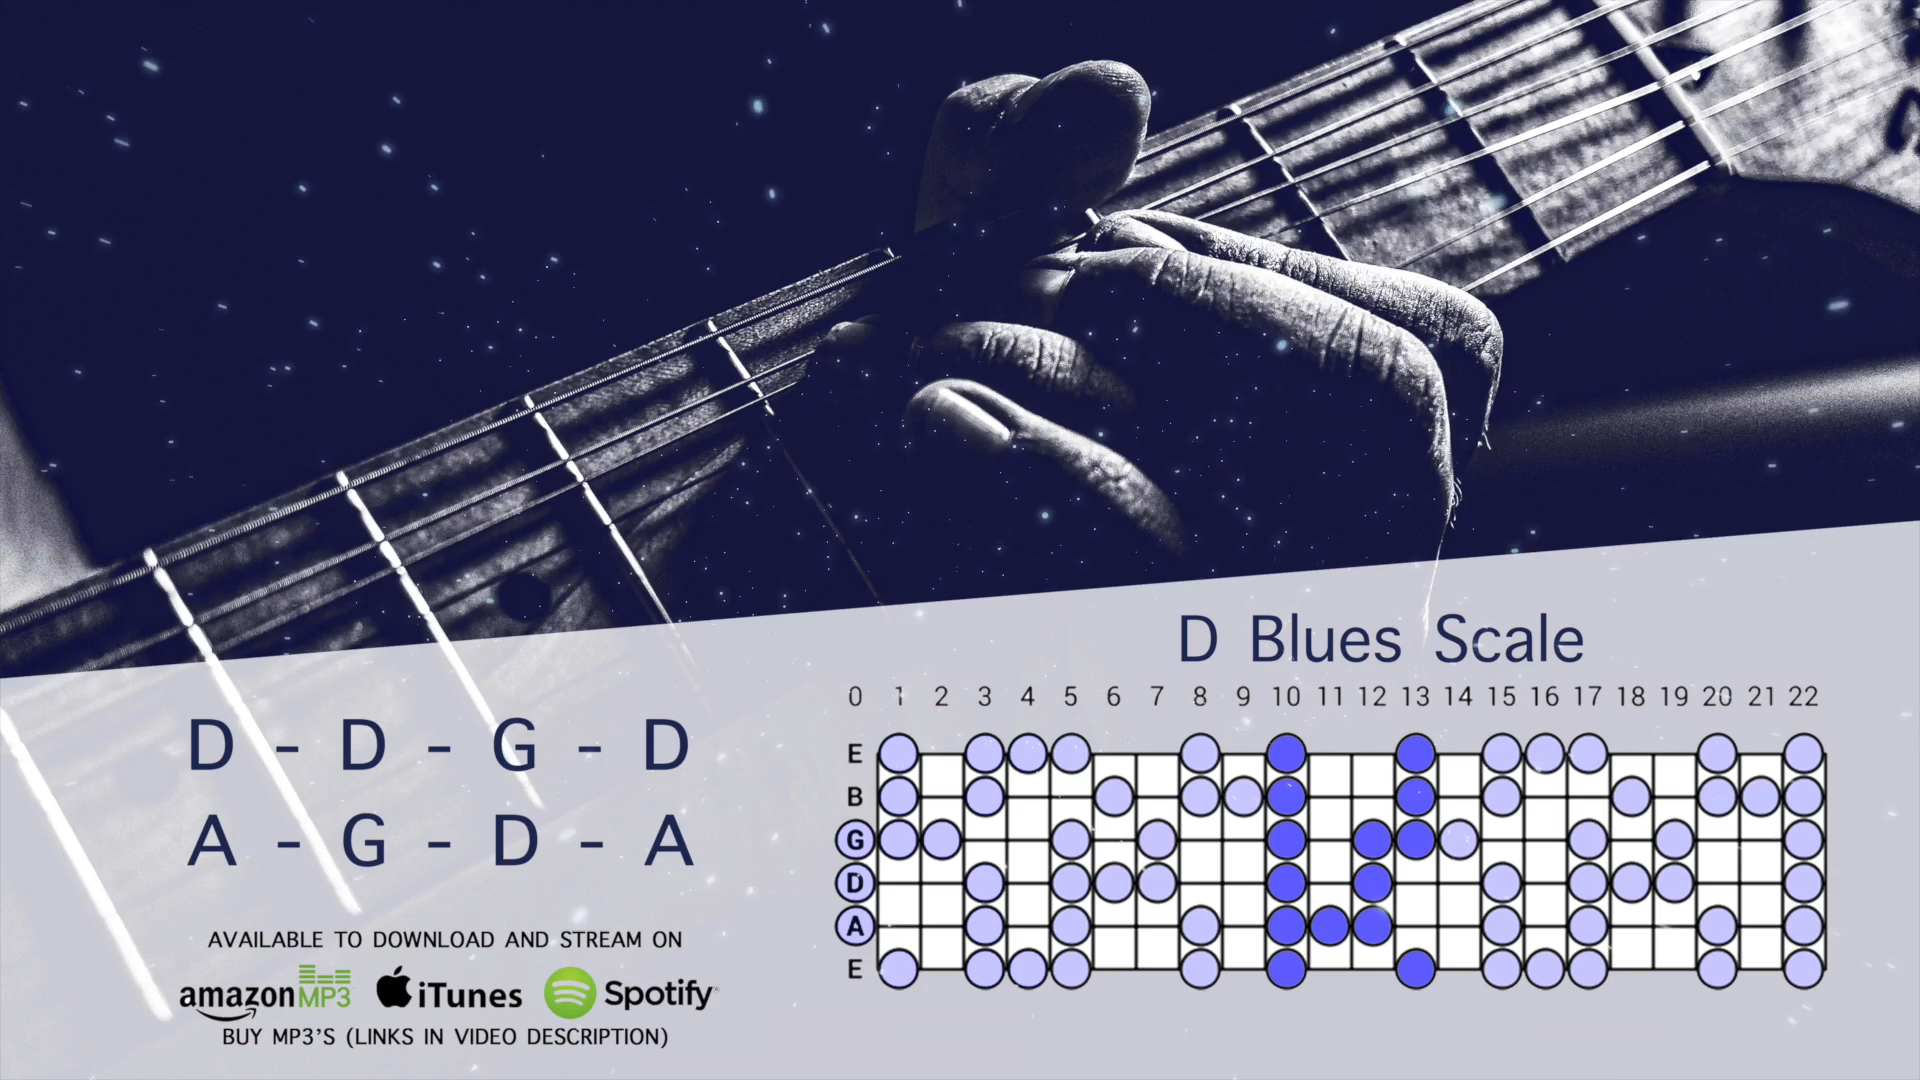 D Blues Scale
0 1 2 3 4 5 6 7 8 9 10 11 12 13 14 15 16 17 18 19 20 21 22
E
B
G
D
A
E
D - D - G - D
A - G - D - A
AVAILABLE TO DOWNLOAD AND STREAM ON
amazonMP3 iTunes Spotify
BUY MP3'S (LINKS IN VIDEO DESCRIPTION)